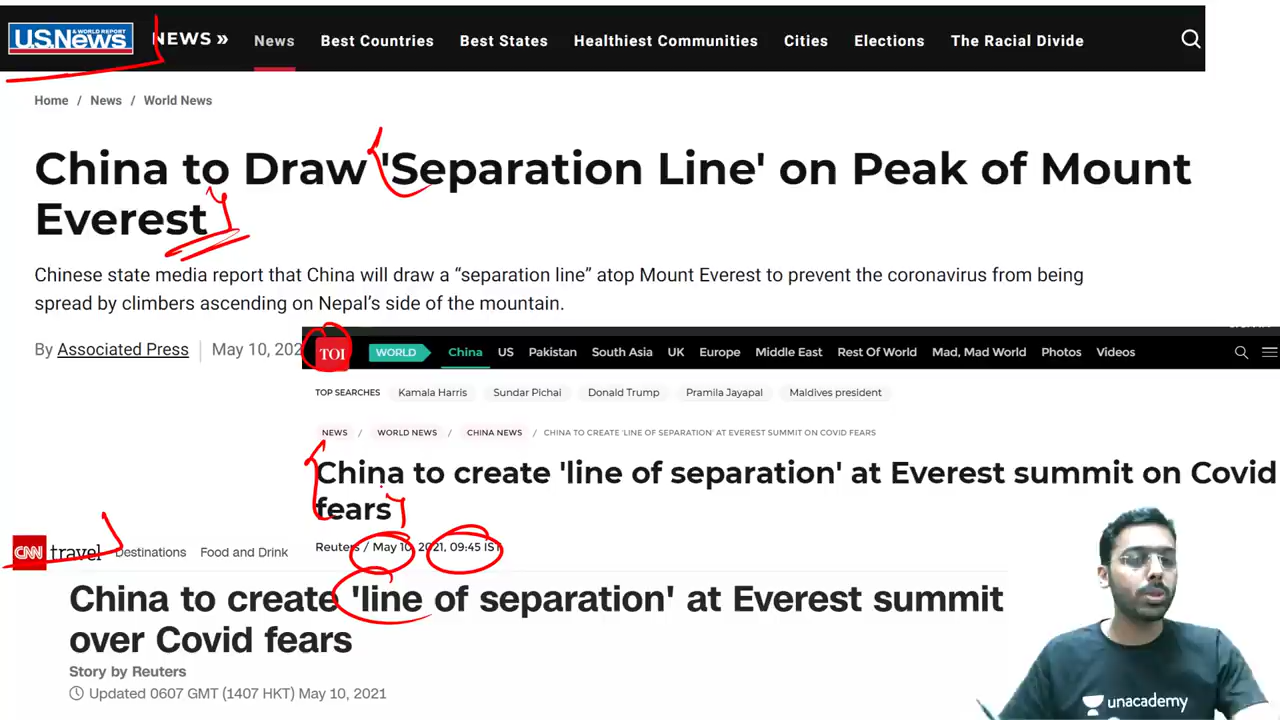 U.S.News
& WORLD REPORT
NEWS »
News
Best Countries
Best States
Healthiest Communities
Cities
Elections
The Racial Divide
Home / News / World News
China to Draw 'Separation Line' on Peak of Mount
Everest
Chinese state media report that China will draw a “separation line” atop Mount Everest to prevent the coronavirus from being
spread by climbers ascending on Nepal’s side of the mountain.
By Associated Press | May 10, 202
TOI
WORLD
China
US
Pakistan
South Asia
UK
Europe
Middle East
Rest Of World
Mad, Mad World
Photos
Videos
TOP SEARCHES
Kamala Harris
Sundar Pichai
Donald Trump
Pramila Jayapal
Maldives president
NEWS / WORLD NEWS / CHINA NEWS / CHINA TO CREATE 'LINE OF SEPARATION' AT EVEREST SUMMIT ON COVID FEARS
China to create 'line of separation' at Everest summit on Covid
fears
Reuters / May 10, 2021, 09:45 IST
CNN travel
Destinations
Food and Drink
China to create 'line of separation' at Everest summit
over Covid fears
Story by Reuters
Updated 0607 GMT (1407 HKT) May 10, 2021
unacademy